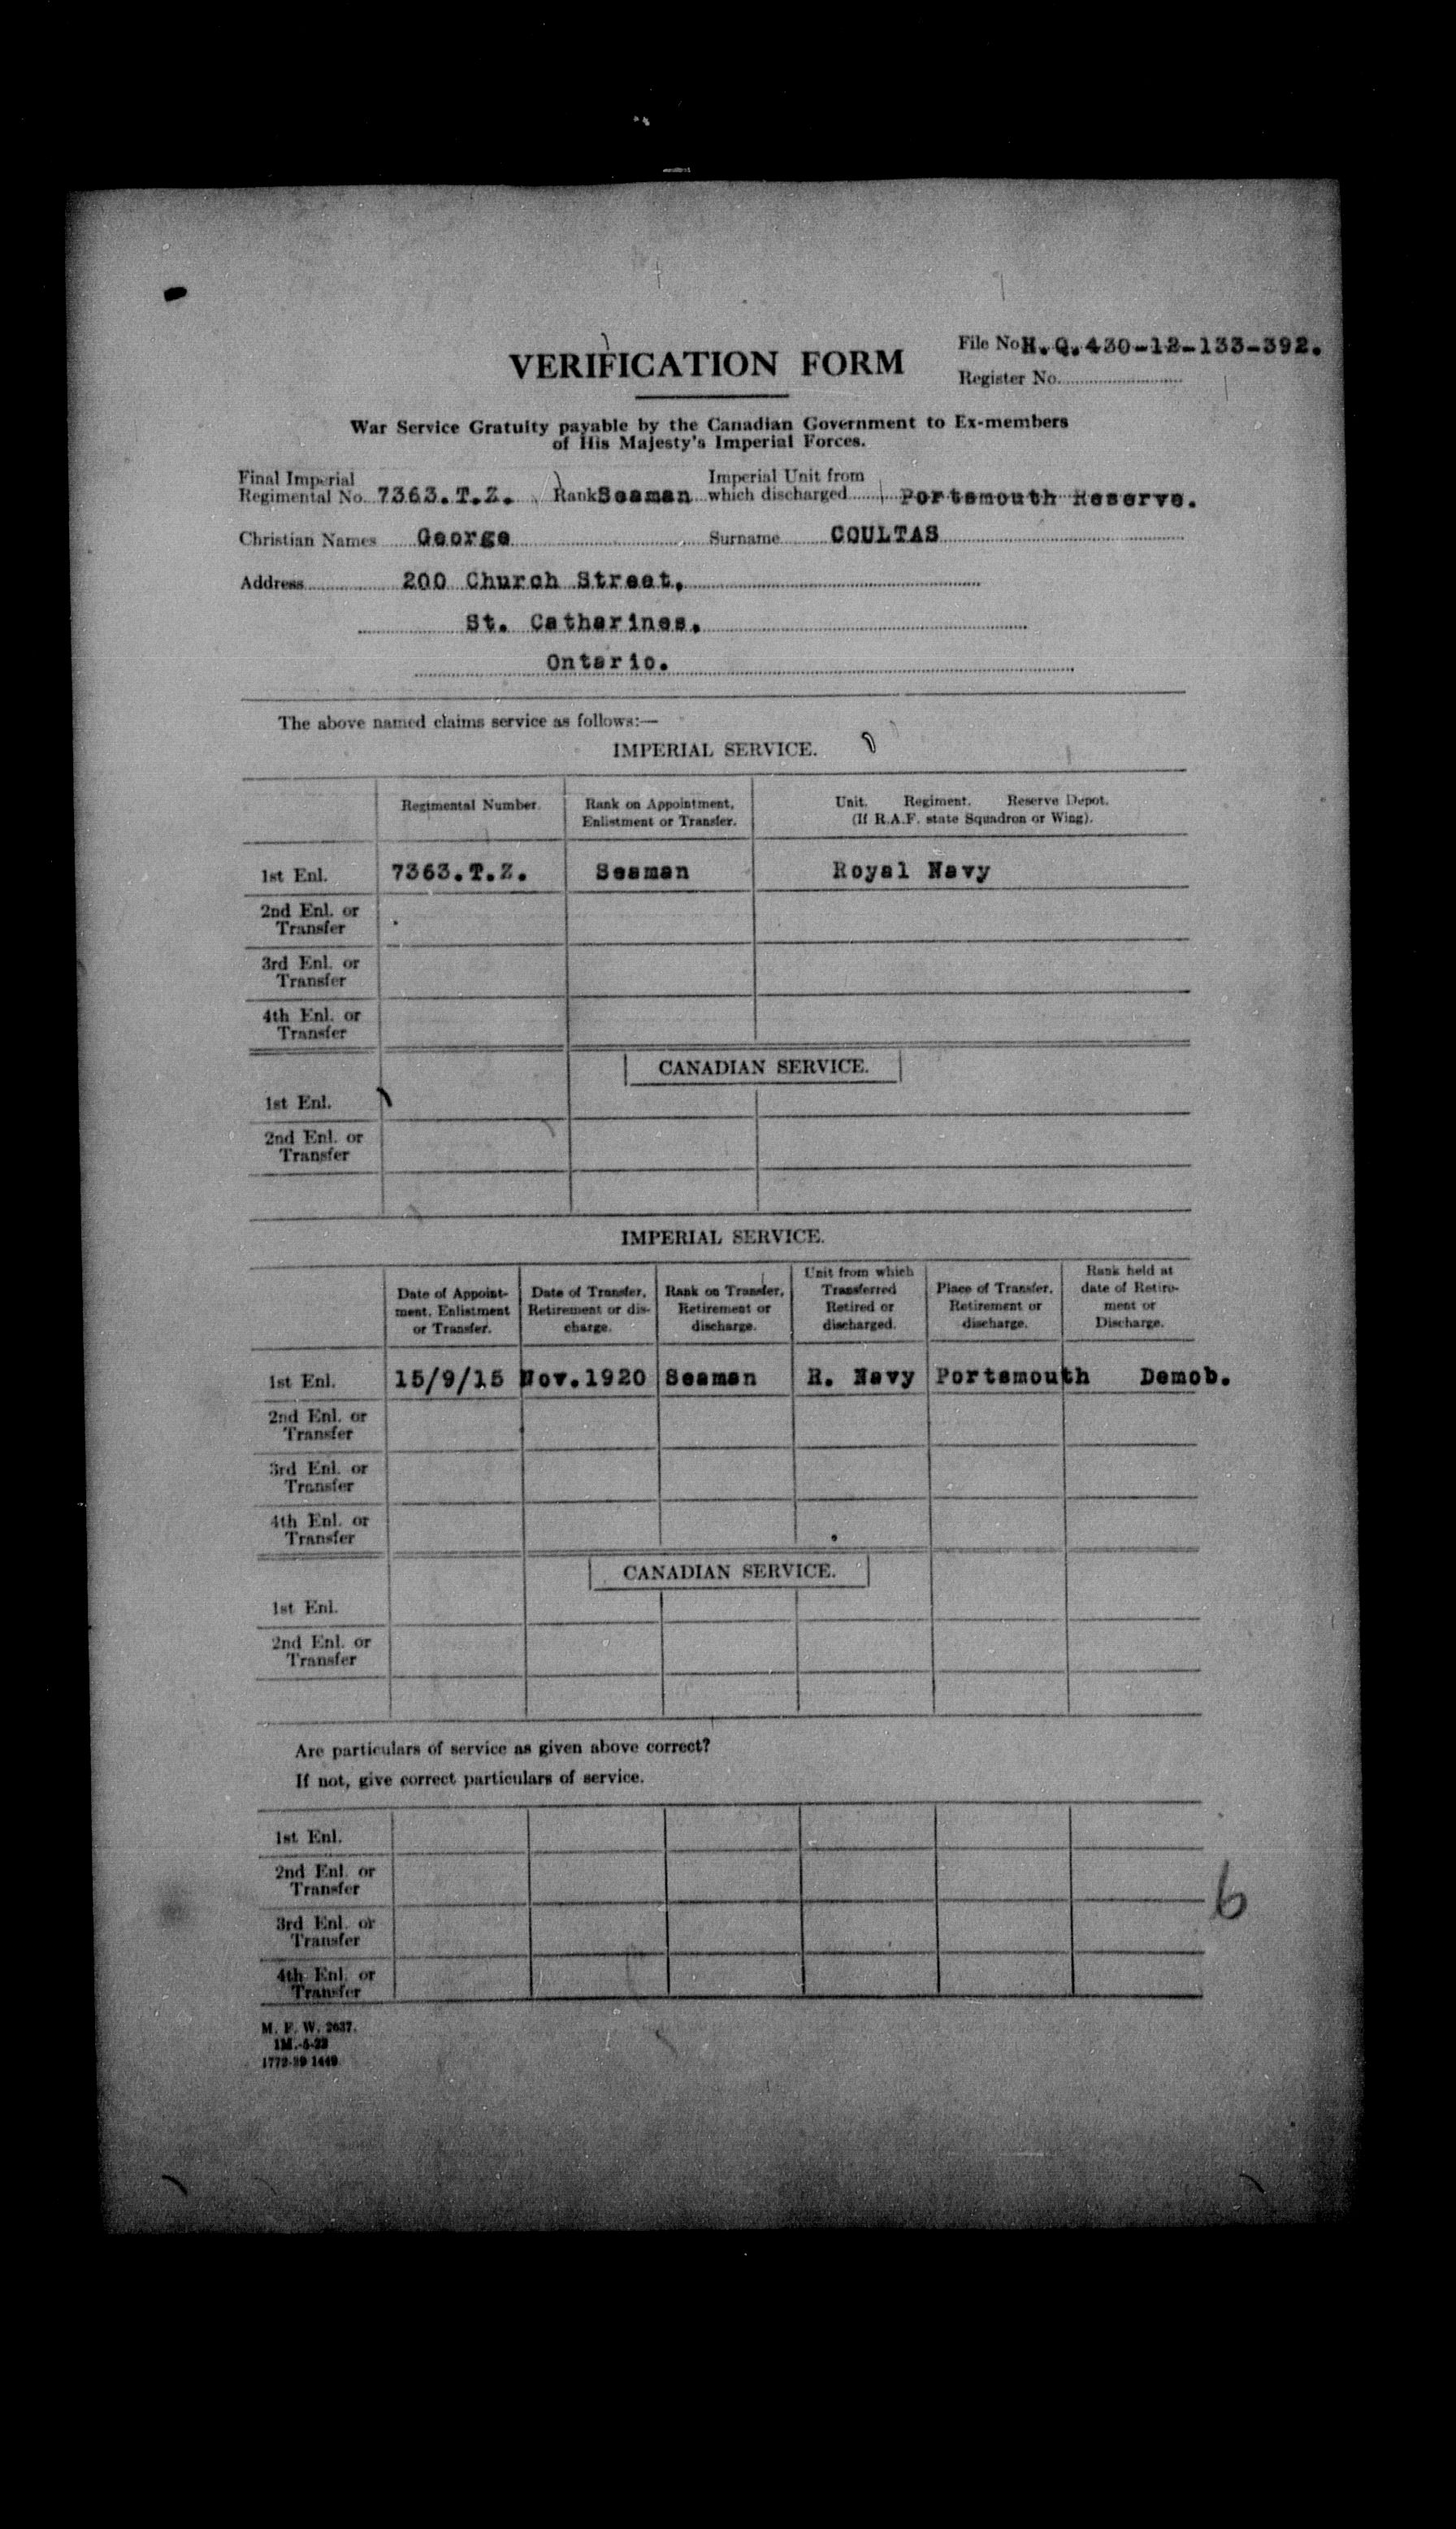 VERIFICATION FORM
File No H.Q.430-12-133-392.
Register No.
War Service Gratuity payable by the Canadian Government to Ex-members
of His Majesty's Imperial Forces.
Final Imperial
Regimental No. 7363.T.Z. Rank Seaman Imperial Unit from which discharged Portsmouth Reserve.
Christian Names George Surname COULTAS
Address 200 Church Street,
St. Catharines,
Ontario.
The above named claims service as follows:—
IMPERIAL SERVICE.
Regimental Number. Rank on Appointment, Enlistment or Transfer. Unit. Regiment. Reserve Depot. (If R.A.F. state Squadron or Wing).
1st Enl. 7363.T.Z. Seaman Royal Navy
2nd Enl. or
Transfer
3rd Enl. or
Transfer
4th Enl. or
Transfer
CANADIAN SERVICE.
1st Enl.
2nd Enl. or
Transfer
IMPERIAL SERVICE.
Date of Appointment, Enlistment or Transfer. Date of Transfer, Retirement or discharge. Rank on Transfer, Retirement or discharge. Unit from which Transferred Retired or discharged. Place of Transfer, Retirement or discharge. Rank held at date of Retirement or Discharge.
1st Enl. 15/9/15 Nov.1920 Seaman R. Navy Portsmouth Demob.
2nd Enl. or
Transfer
3rd Enl. or
Transfer
4th Enl. or
Transfer
CANADIAN SERVICE.
1st Enl.
2nd Enl. or
Transfer
Are particulars of service as given above correct?
If not, give correct particulars of service.
1st Enl.
2nd Enl. or
Transfer
6
3rd Enl. or
Transfer
4th Enl. or
Transfer
M. F. W. 2637.
1M.-5-23
1772-39 1449